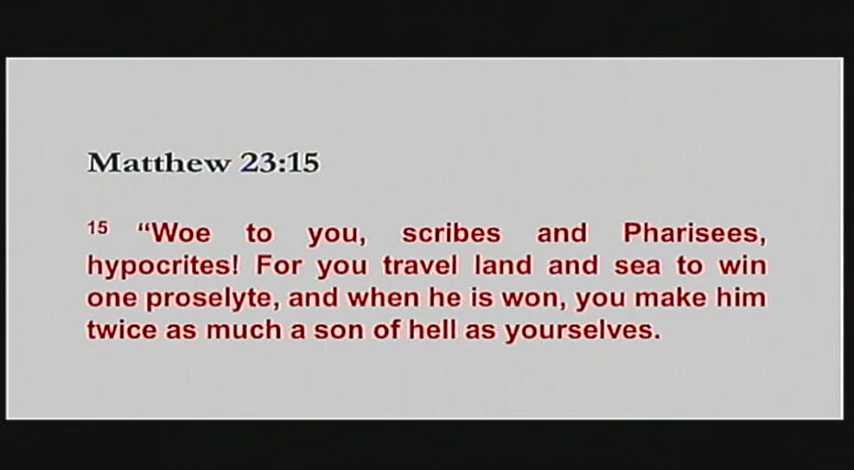 Matthew 23:15
15 “Woe to you, scribes and Pharisees,
hypocrites! For you travel land and sea to win
one proselyte, and when he is won, you make him
twice as much a son of hell as yourselves.